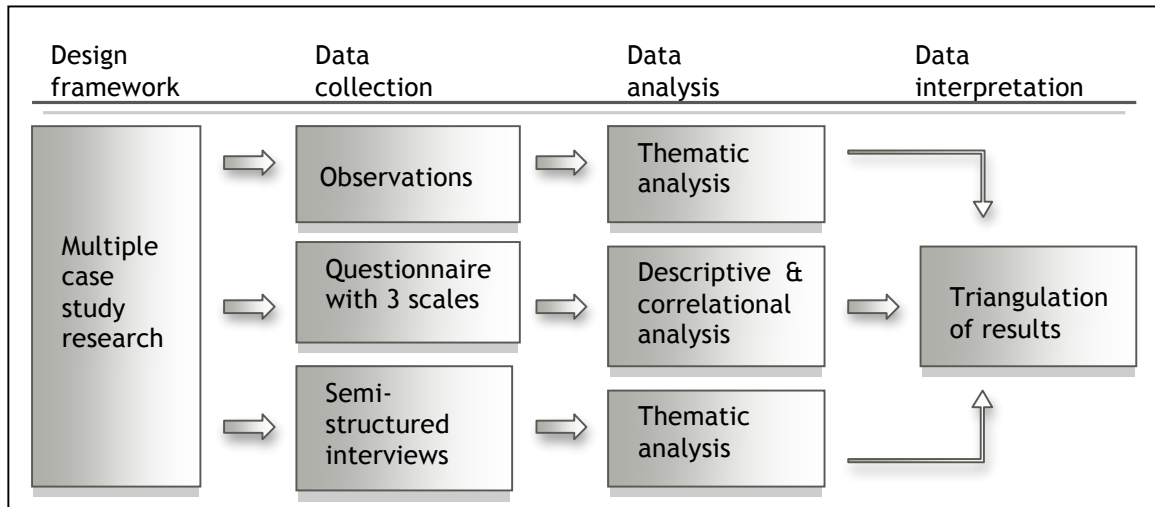 Design
framework
Data
collection
Data
analysis
Data
interpretation
Multiple
case
study
research
Observations
Questionnaire
with 3 scales
Semi-
structured
interviews
Thematic
analysis
Descriptive &
correlational
analysis
Thematic
analysis
Triangulation
of results